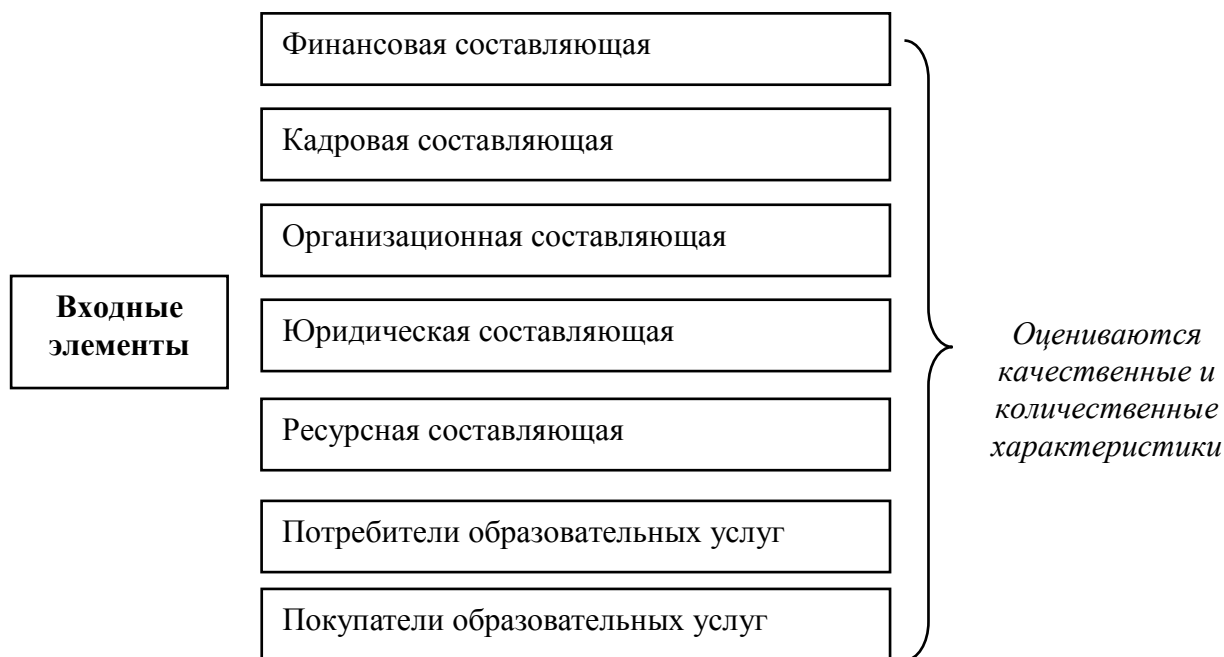 Финансовая составляющая
Кадровая составляющая
Организационная составляющая
Входные
элементы
Юридическая составляющая
Ресурсная составляющая
Потребители образовательных услуг
Покупатели образовательных услуг
Оцениваются
качественные и
количественные
характеристики